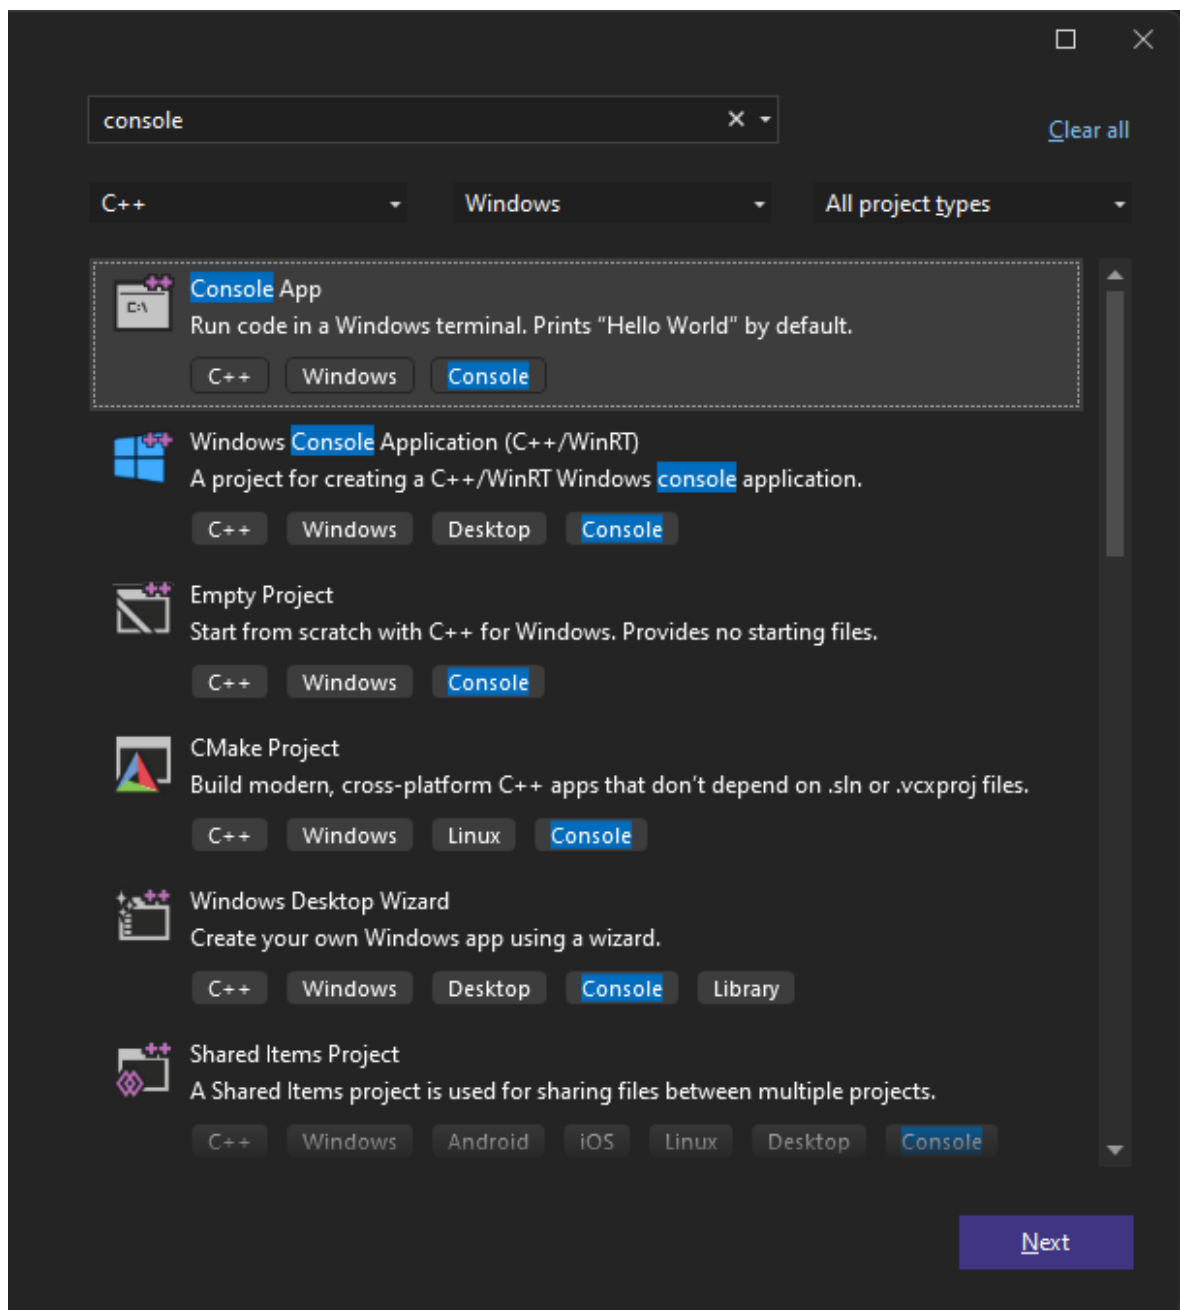 console
Clear all
C++ Windows All project types
Console App
C:\
Run code in a Windows terminal. Prints “Hello World” by default.
C++ Windows Console
Windows Console Application (C++/WinRT)
A project for creating a C++/WinRT Windows console application.
C++ Windows Desktop Console
Empty Project
Start from scratch with C++ for Windows. Provides no starting files.
C++ Windows Console
CMake Project
Build modern, cross-platform C++ apps that don’t depend on .sln or .vcxproj files.
C++ Windows Linux Console
Windows Desktop Wizard
Create your own Windows app using a wizard.
C++ Windows Desktop Console Library
Shared Items Project
A Shared Items project is used for sharing files between multiple projects.
C++ Windows Android iOS Linux Desktop Console
Next